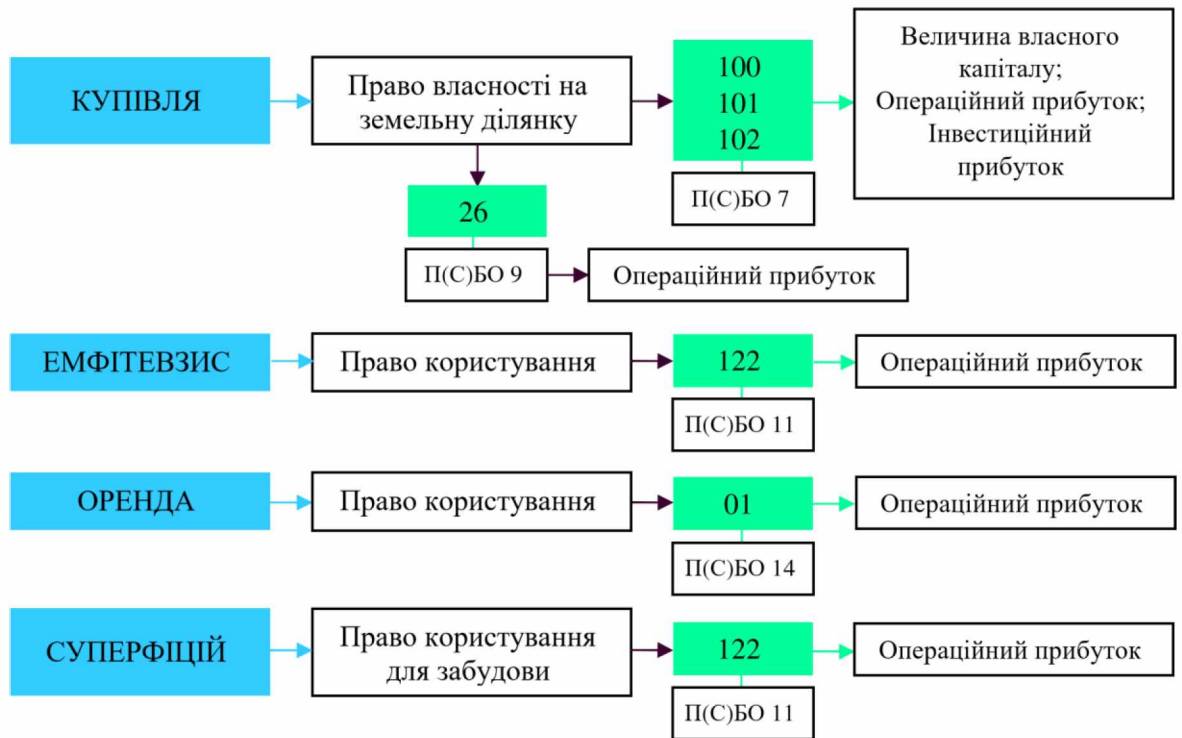 КУПІВЛЯ
Право власності на
земельну ділянку
100
101
102
П(С)БО 7
Величина власного
капіталу;
Операційний прибуток;
Інвестиційний
прибуток
26
П(С)БО 9
Операційний прибуток
ЕМФІТЕВЗИС
Право користування
122
П(С)БО 11
Операційний прибуток
ОРЕНДА
Право користування
01
П(С)БО 14
Операційний прибуток
СУПЕРФІЦІЙ
Право користування
для забудови
122
П(С)БО 11
Операційний прибуток